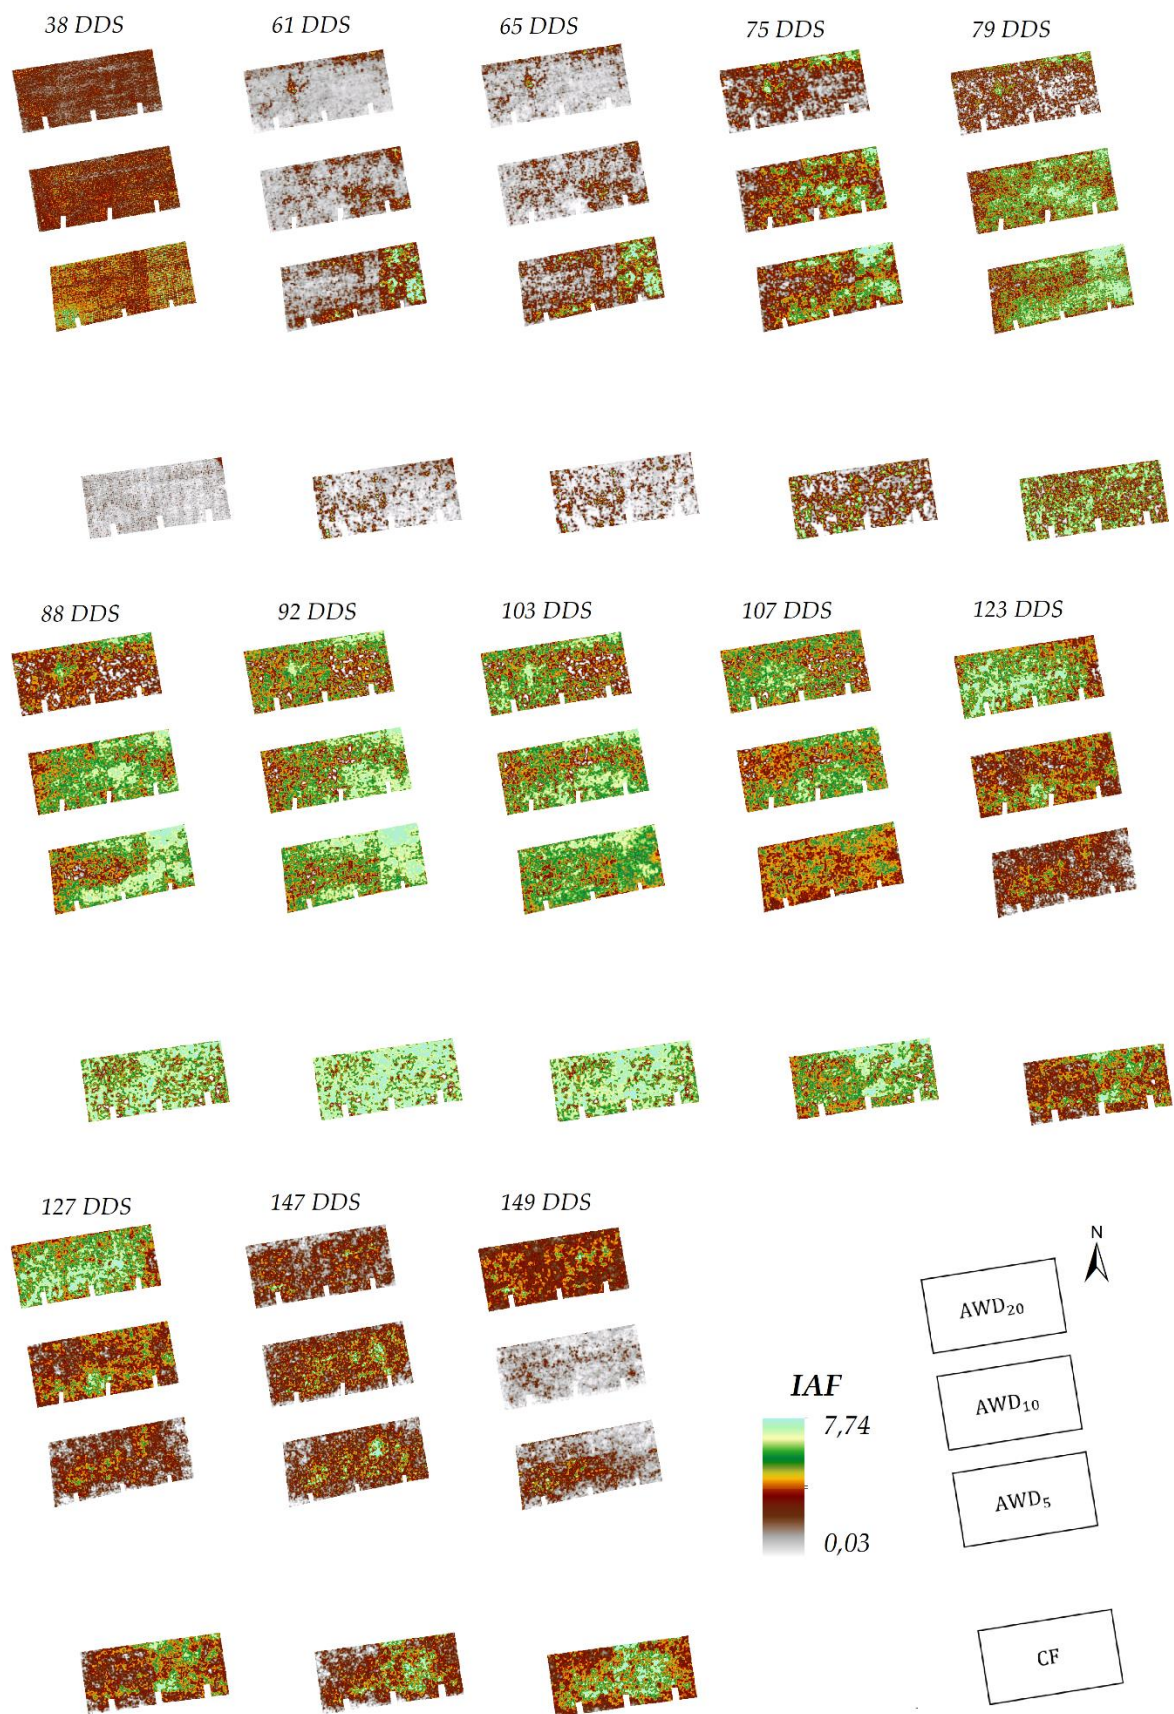 38 DDS
61 DDS
65 DDS
75 DDS
79 DDS
88 DDS
92 DDS
103 DDS
107 DDS
123 DDS
127 DDS
147 DDS
149 DDS
N
AWD₂₀
AWD₁₀
AWD₅
CF
IAF
7,74
0,03